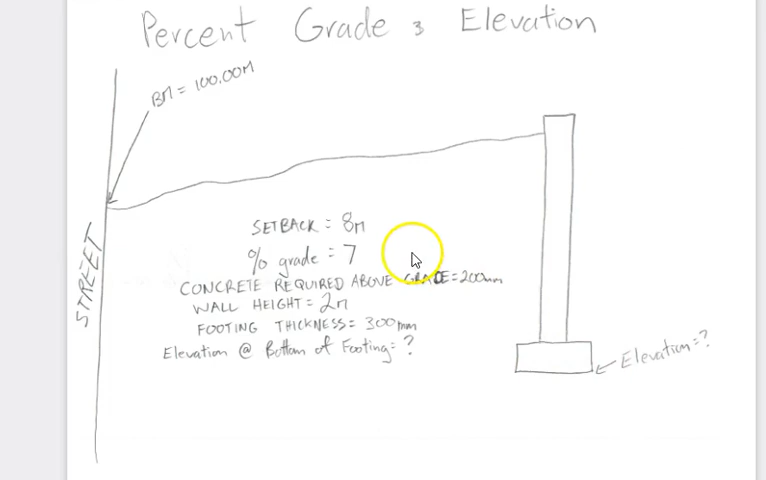 Percent Grade & Elevation
BM = 100.00M
SETBACK = 8M
% grade = 7
CONCRETE REQUIRED ABOVE GRADE = 200mm
WALL HEIGHT = 2M
FOOTING THICKNESS = 300mm
Elevation @ Bottom of Footing = ?
Elevation = ?
STREET